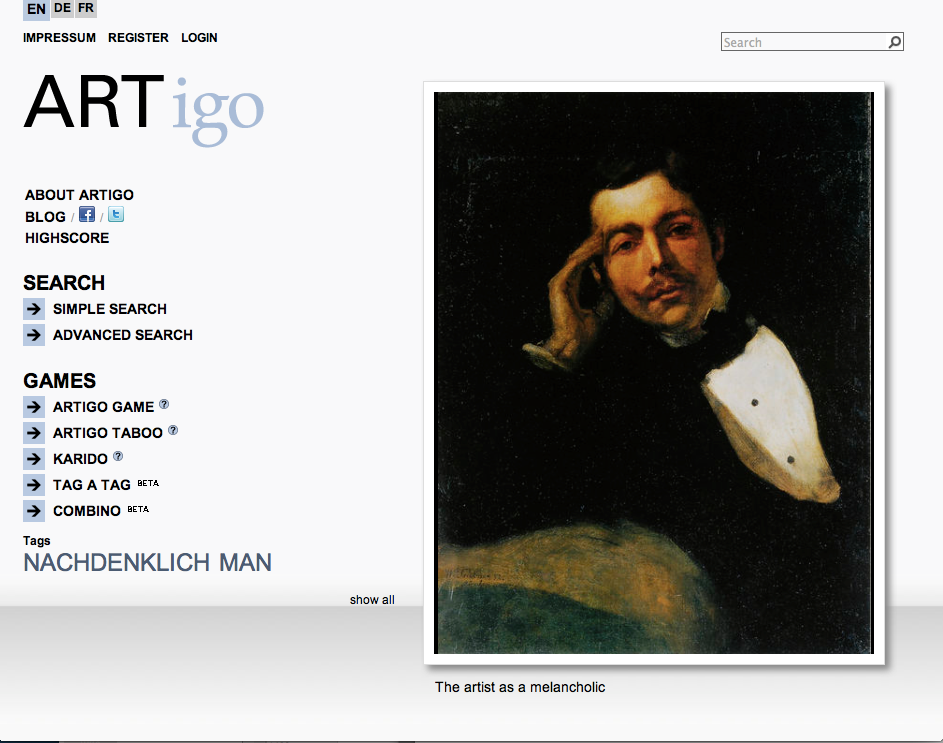 EN DE FR
IMPRESSUM REGISTER LOGIN
Search
ARTigo
ABOUT ARTIGO
BLOG / f / t
HIGHSCORE
SEARCH
SIMPLE SEARCH
ADVANCED SEARCH
GAMES
ARTIGO GAME ?
ARTIGO TABOO ?
KARIDO ?
TAG A TAG BETA
COMBINO BETA
Tags
NACHDENKLICH MAN
show all
The artist as a melancholic